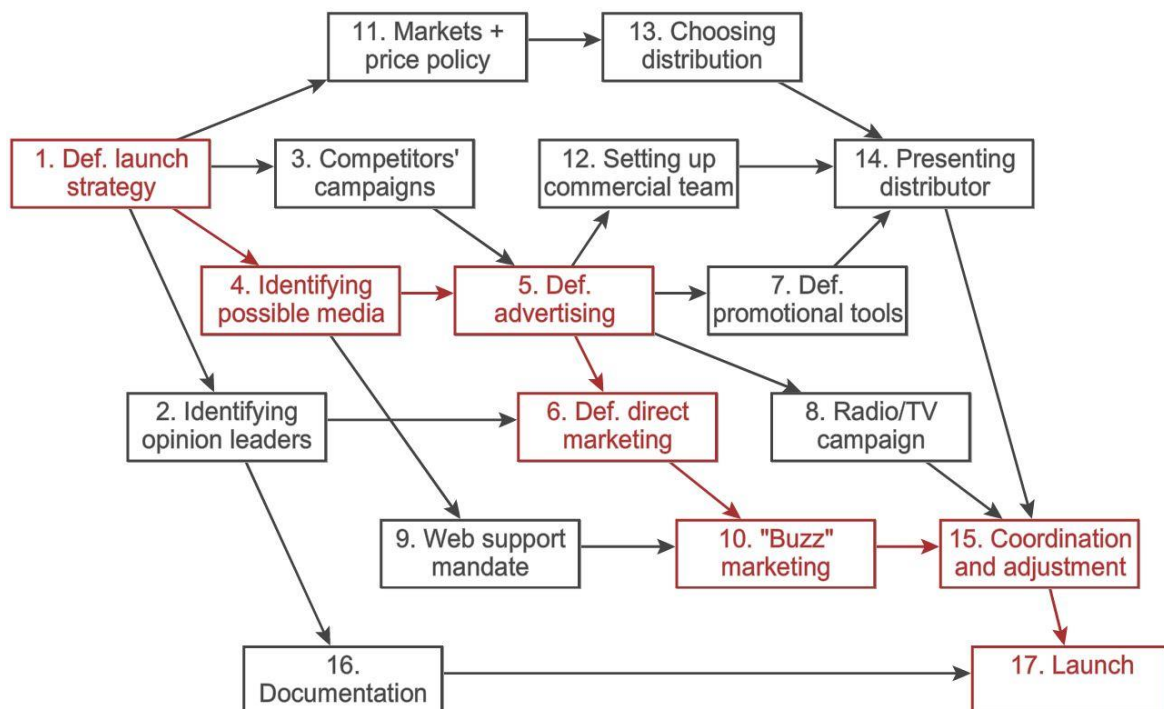 11. Markets +
price policy
13. Choosing
distribution
1. Def. launch
strategy
3. Competitors'
campaigns
12. Setting up
commercial team
14. Presenting
distributor
4. Identifying
possible media
5. Def.
advertising
7. Def.
promotional tools
2. Identifying
opinion leaders
6. Def. direct
marketing
8. Radio/TV
campaign
9. Web support
mandate
10. "Buzz"
marketing
15. Coordination
and adjustment
16.
Documentation
17. Launch